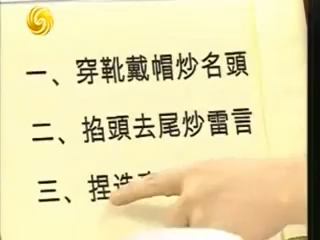 一、穿靴戴帽炒名頭
二、掐頭去尾炒雷言
三、捏造